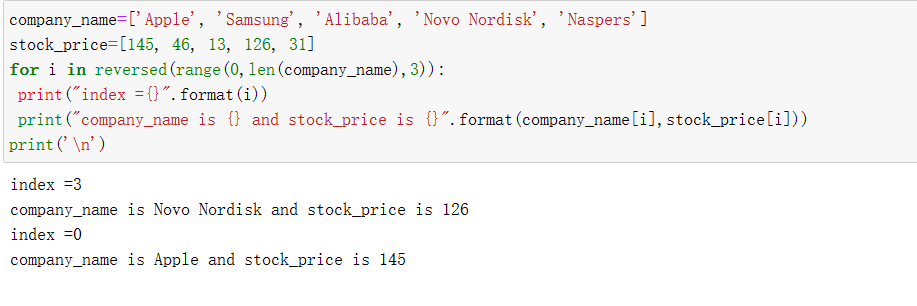 company_name=['Apple', 'Samsung', 'Alibaba', 'Novo Nordisk', 'Naspers']
stock_price=[145, 46, 13, 126, 31]
for i in reversed(range(0,len(company_name),3)):
 print("index ={}".format(i))
 print("company_name is {} and stock_price is {}".format(company_name[i],stock_price[i]))
print('\n')
index =3
company_name is Novo Nordisk and stock_price is 126
index =0
company_name is Apple and stock_price is 145